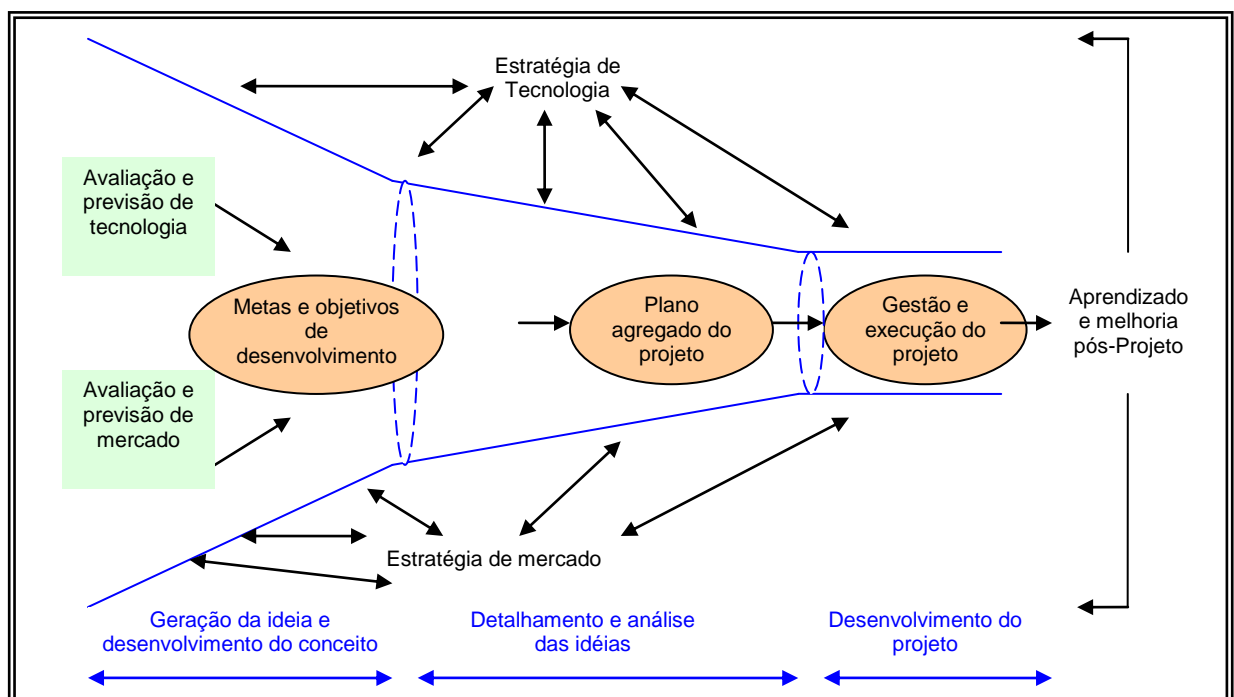 Estratégia de
Tecnologia
Avaliação e
previsão de
tecnologia
Metas e objetivos
de
desenvolvimento
Plano
agregado do
projeto
Gestão e
execução do
projeto
Aprendizado
e melhoria
pós-Projeto
Avaliação e
previsão de
mercado
Estratégia de mercado
Geração da ideia e
desenvolvimento do conceito
Detalhamento e análise
das idéias
Desenvolvimento do
projeto